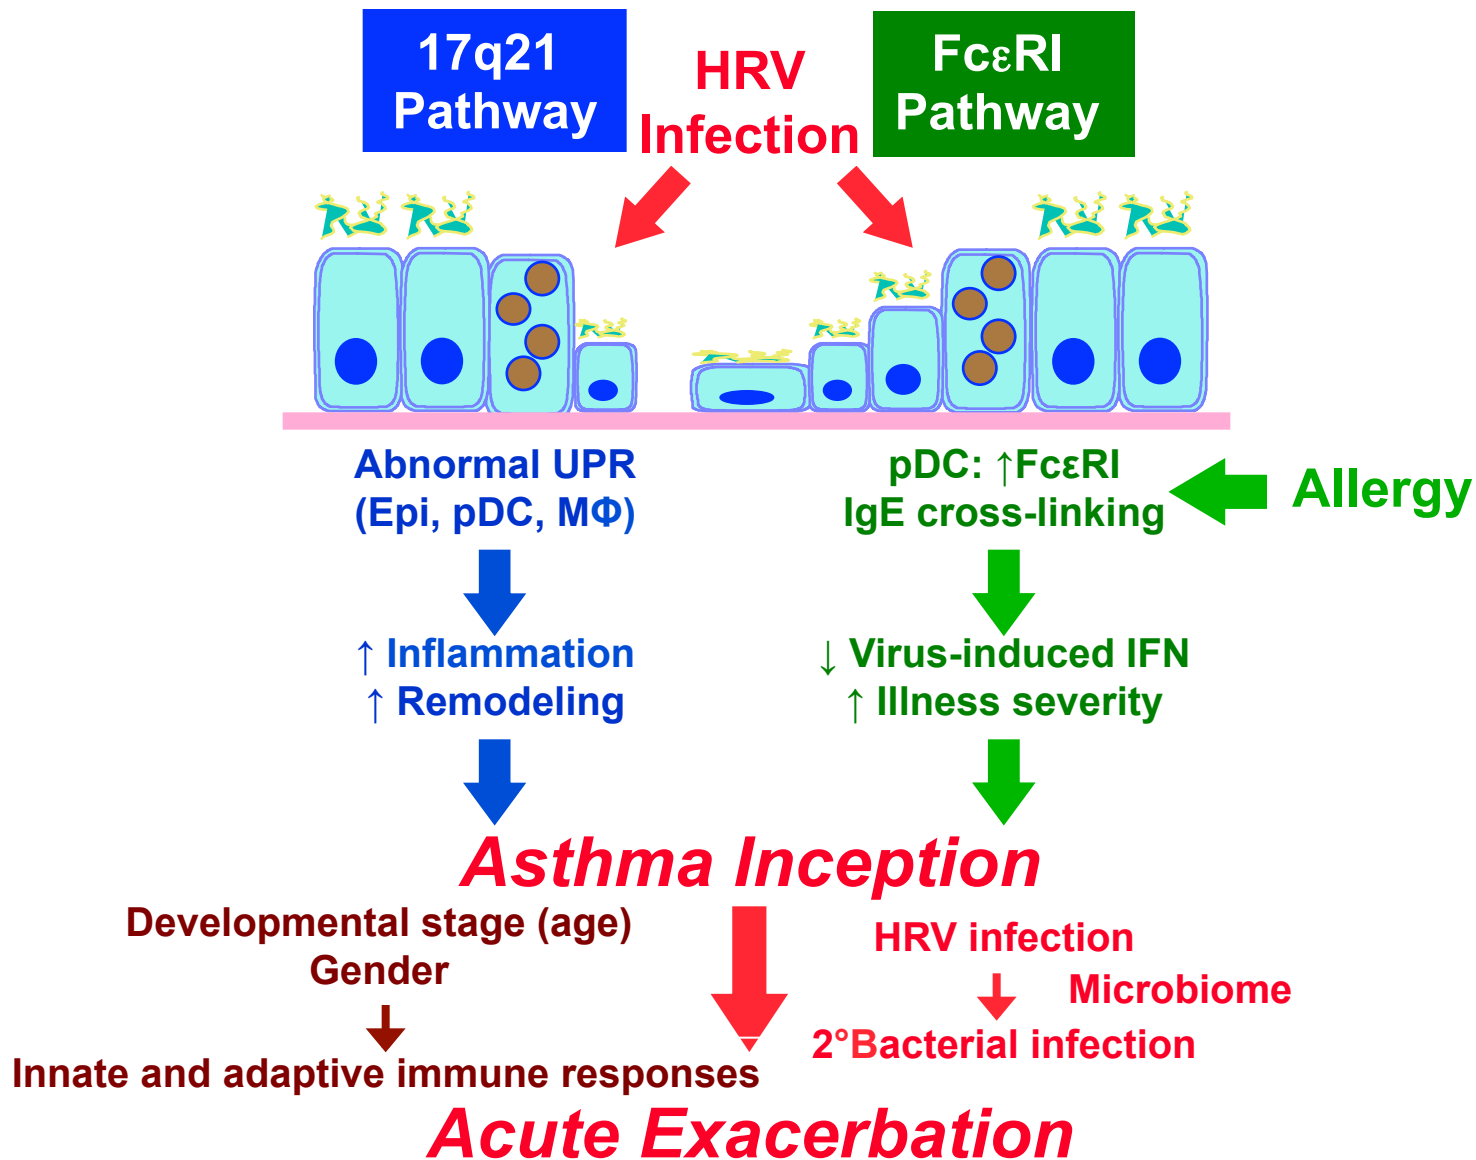 17q21
Pathway
HRV
Infection
FcεRI
Pathway
Abnormal UPR
(Epi, pDC, MΦ)
pDC: ↑FcεRI
IgE cross-linking
Allergy
↑ Inflammation
↑ Remodeling
↓ Virus-induced IFN
↑ Illness severity
Asthma Inception
Developmental stage (age)
Gender
Innate and adaptive immune responses
HRV infection
Microbiome
2°Bacterial infection
Acute Exacerbation